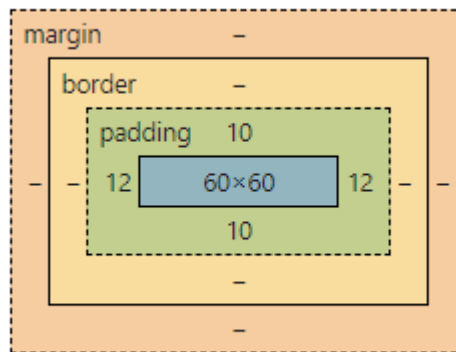 margin –
border –
padding 10
– – 12 60×60 12 – –
10
–
–